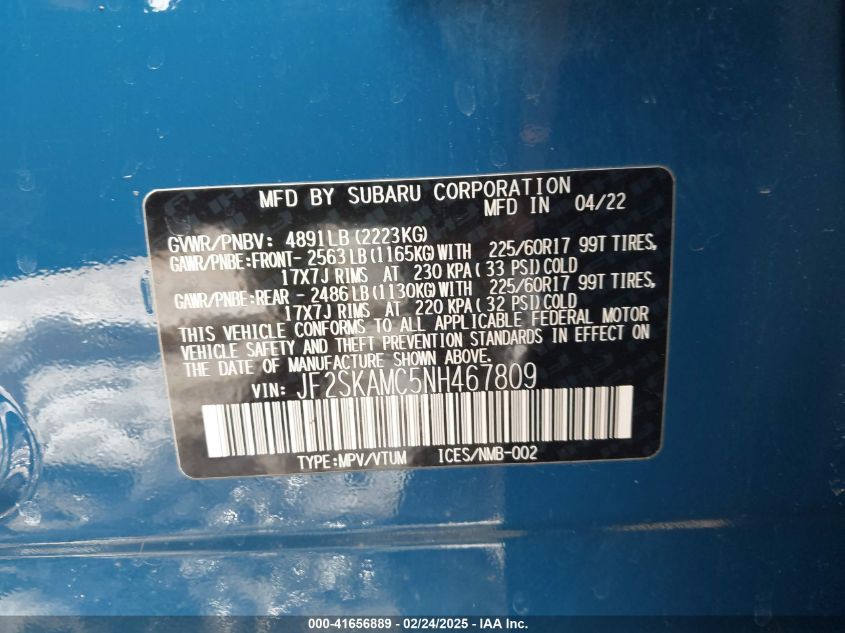 MFD BY SUBARU CORPORATION
MFD IN 04/22
GVWR/PNBV: 4891LB(2223KG)
GAWR/PNBE:FRONT- 2563LB(1165KG)WITH 225/60R17 99T TIRES,
17X7J RIMS AT 230 KPA(33 PSI)COLD
GAWR/PNBE:REAR - 2486LB(1130KG)WITH 225/60R17 99T TIRES,
17X7J RIMS AT 220 KPA(32 PSI)COLD
THIS VEHICLE CONFORMS TO ALL APPLICABLE FEDERAL MOTOR
VEHICLE SAFETY AND THEFT PREVENTION STANDARDS IN EFFECT ON
THE DATE OF MANUFACTURE SHOWN ABOVE.
VIN: JF2SKAMC5NH467809
TYPE:MPV/VTUM ICES/NMB-002
000-41656889 - 02/24/2025 - IAA Inc.